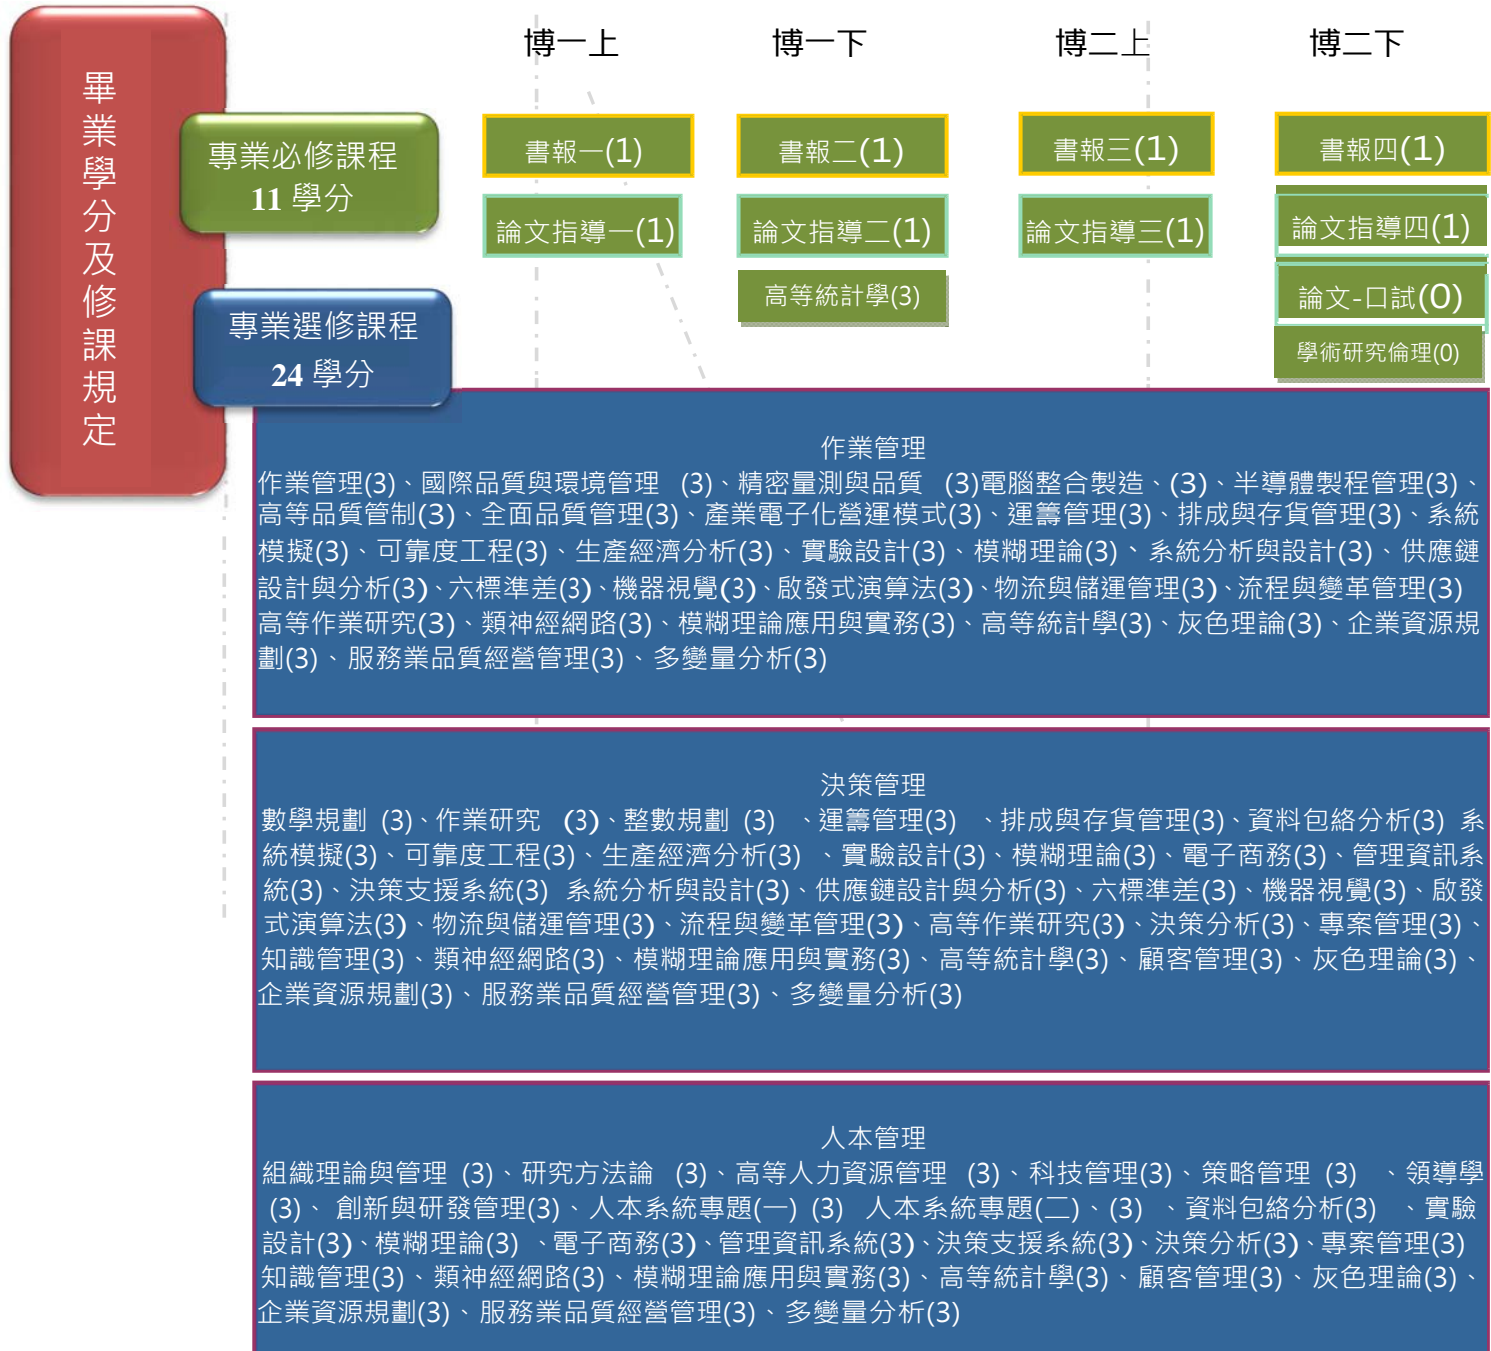 畢業學分及修課規定
博一上
博一下
博二上
博二下
專業必修課程
11 學分
書報一(1)
書報二(1)
書報三(1)
書報四(1)
論文指導一(1)
論文指導二(1)
論文指導三(1)
論文指導四(1)
高等統計學(3)
論文-口試(0)
學術研究倫理(0)
專業選修課程
24 學分
作業管理
作業管理(3)、國際品質與環境管理 (3)、精密量測與品質 (3)電腦整合製造、(3)、半導體製程管理(3)、
高等品質管制(3)、全面品質管理(3)、產業電子化營運模式(3)、運籌管理(3)、排成與存貨管理(3)、系統
模擬(3)、可靠度工程(3)、生產經濟分析(3)、實驗設計(3)、模糊理論(3)、系統分析與設計(3)、供應鏈
設計與分析(3)、六標準差(3)、機器視覺(3)、啟發式演算法(3)、物流與儲運管理(3)、流程與變革管理(3)
高等作業研究(3)、類神經網路(3)、模糊理論應用與實務(3)、高等統計學(3)、灰色理論(3)、企業資源規
劃(3)、服務業品質經營管理(3)、多變量分析(3)
決策管理
數學規劃 (3)、作業研究 (3)、整數規劃 (3) 、運籌管理(3) 、排成與存貨管理(3)、資料包絡分析(3) 系
統模擬(3)、可靠度工程(3)、生產經濟分析(3) 、實驗設計(3)、模糊理論(3)、電子商務(3)、管理資訊系
統(3)、決策支援系統(3) 系統分析與設計(3)、供應鏈設計與分析(3)、六標準差(3)、機器視覺(3)、啟發
式演算法(3)、物流與儲運管理(3)、流程與變革管理(3)、高等作業研究(3)、決策分析(3)、專案管理(3)、
知識管理(3)、類神經網路(3)、模糊理論應用與實務(3)、高等統計學(3)、顧客管理(3)、灰色理論(3)、
企業資源規劃(3)、服務業品質經營管理(3)、多變量分析(3)
人本管理
組織理論與管理 (3)、研究方法論 (3)、高等人力資源管理 (3)、科技管理(3)、策略管理 (3) 、領導學
(3)、 創新與研發管理(3)、人本系統專題(一) (3) 人本系統專題(二)、(3) 、資料包絡分析(3) 、實驗
設計(3)、模糊理論(3) 、電子商務(3)、管理資訊系統(3)、決策支援系統(3)、決策分析(3)、專案管理(3)
知識管理(3)、類神經網路(3)、模糊理論應用與實務(3)、高等統計學(3)、顧客管理(3)、灰色理論(3)、
企業資源規劃(3)、服務業品質經營管理(3)、多變量分析(3)